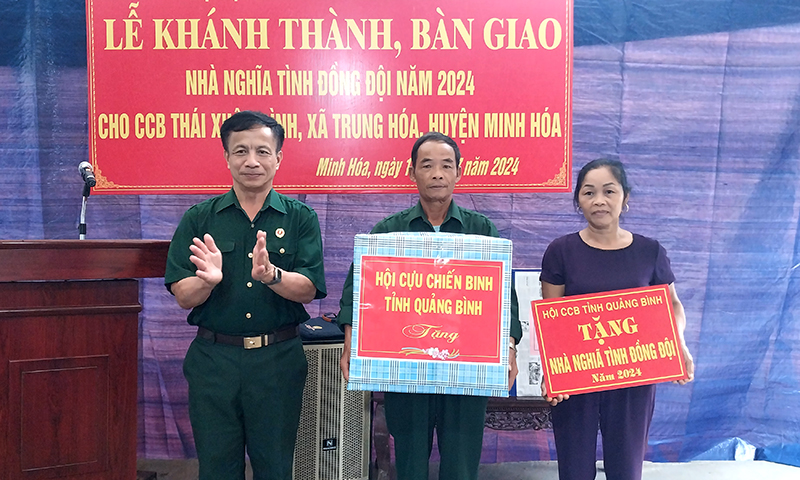 LỄ KHÁNH THÀNH, BÀN GIAO
NHÀ NGHĨA TÌNH ĐỒNG ĐỘI NĂM 2024
CHO CCB THÁI XUÂN XÃ TRUNG HÓA, HUYỆN MINH HÓA
Minh Hóa, ngày năm 2024
HỘI CỰU CHIẾN BINH
TỈNH QUẢNG BÌNH
Tặng
HỘI CCB TỈNH QUẢNG BÌNH
TẶNG
NHÀ NGHIÃ TÌNH ĐỒNG ĐỘI
Năm 2024